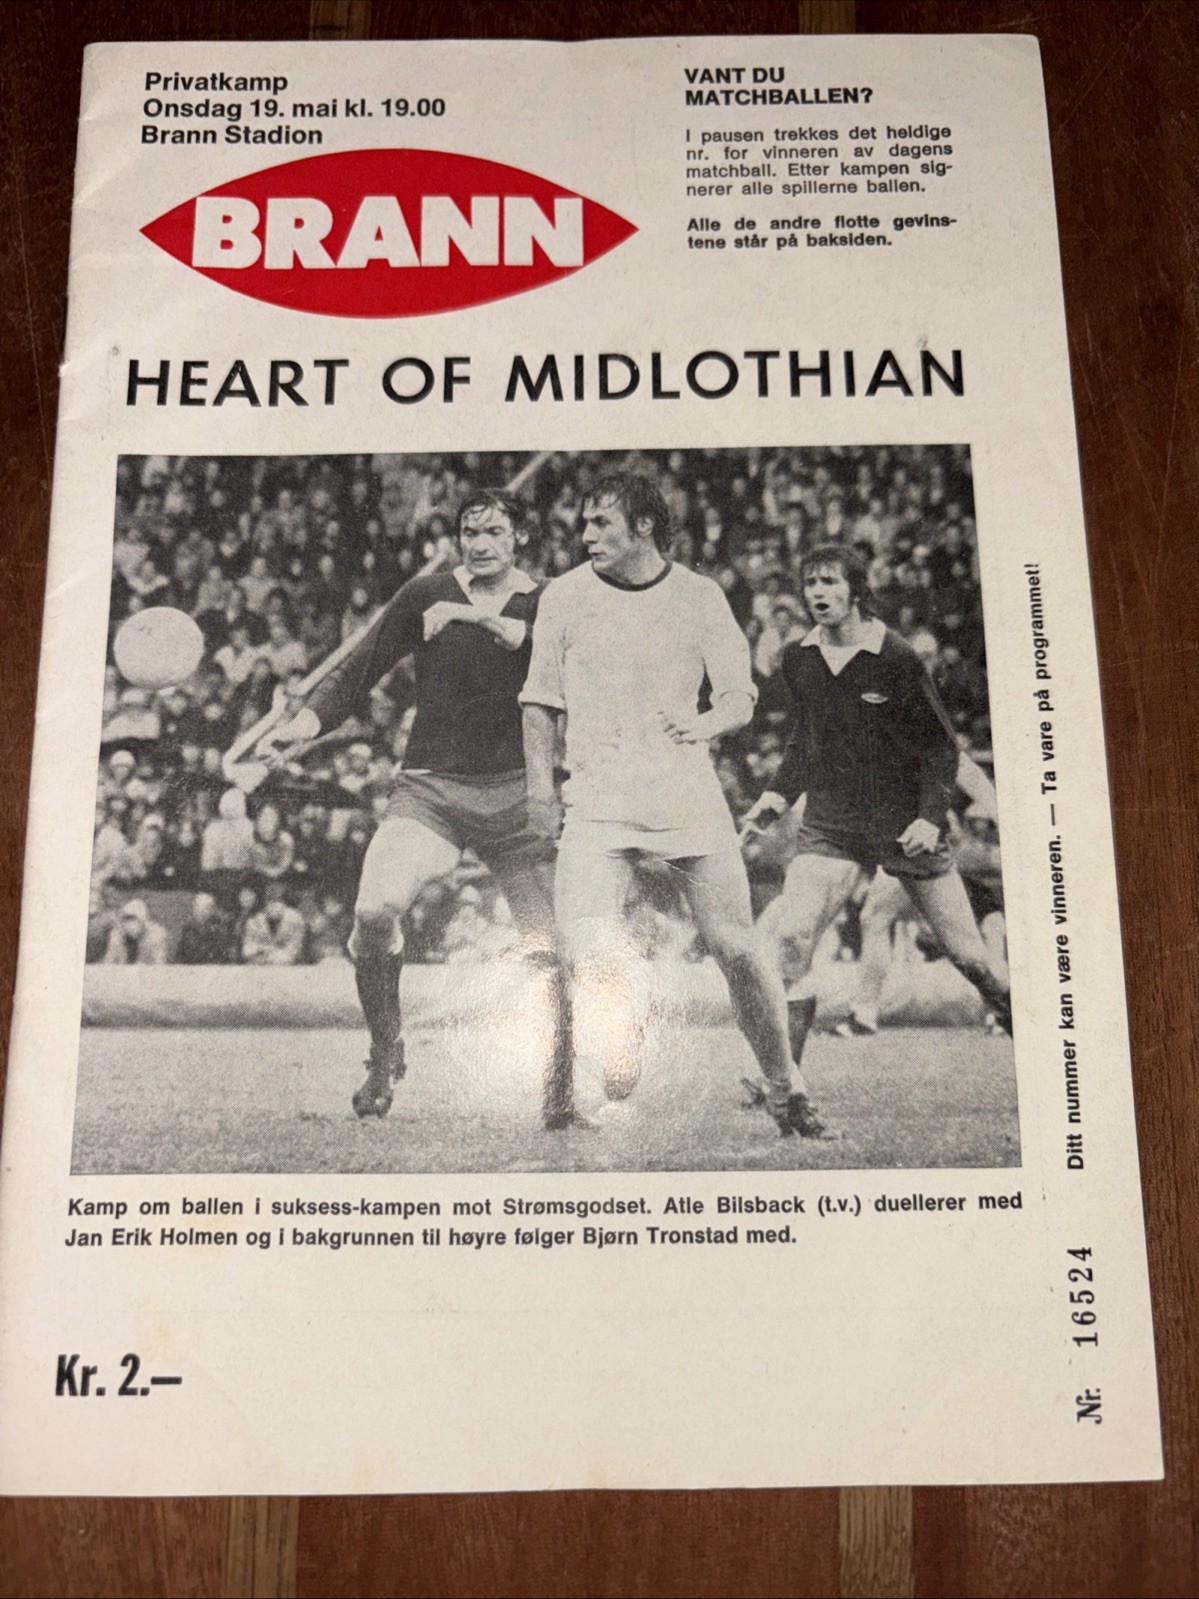 Privatkamp
Onsdag 19. mai kl. 19.00
Brann Stadion
VANT DU
MATCHBALLEN?
I pausen trekkes det heldige
nr. for vinneren av dagens
matchball. Etter kampen sig-
nerer alle spillerne ballen.
Alle de andre flotte gevins-
tene står på baksiden.
BRANN
HEART OF MIDLOTHIAN
Kamp om ballen i suksess-kampen mot Strømsgodset. Atle Bilsback (t.v.) duellerer med
Jan Erik Holmen og i bakgrunnen til høyre følger Bjørn Tronstad med.
Kr. 2.—
Ditt nummer kan være vinneren. — Ta vare på programmet!
Nr. 16524